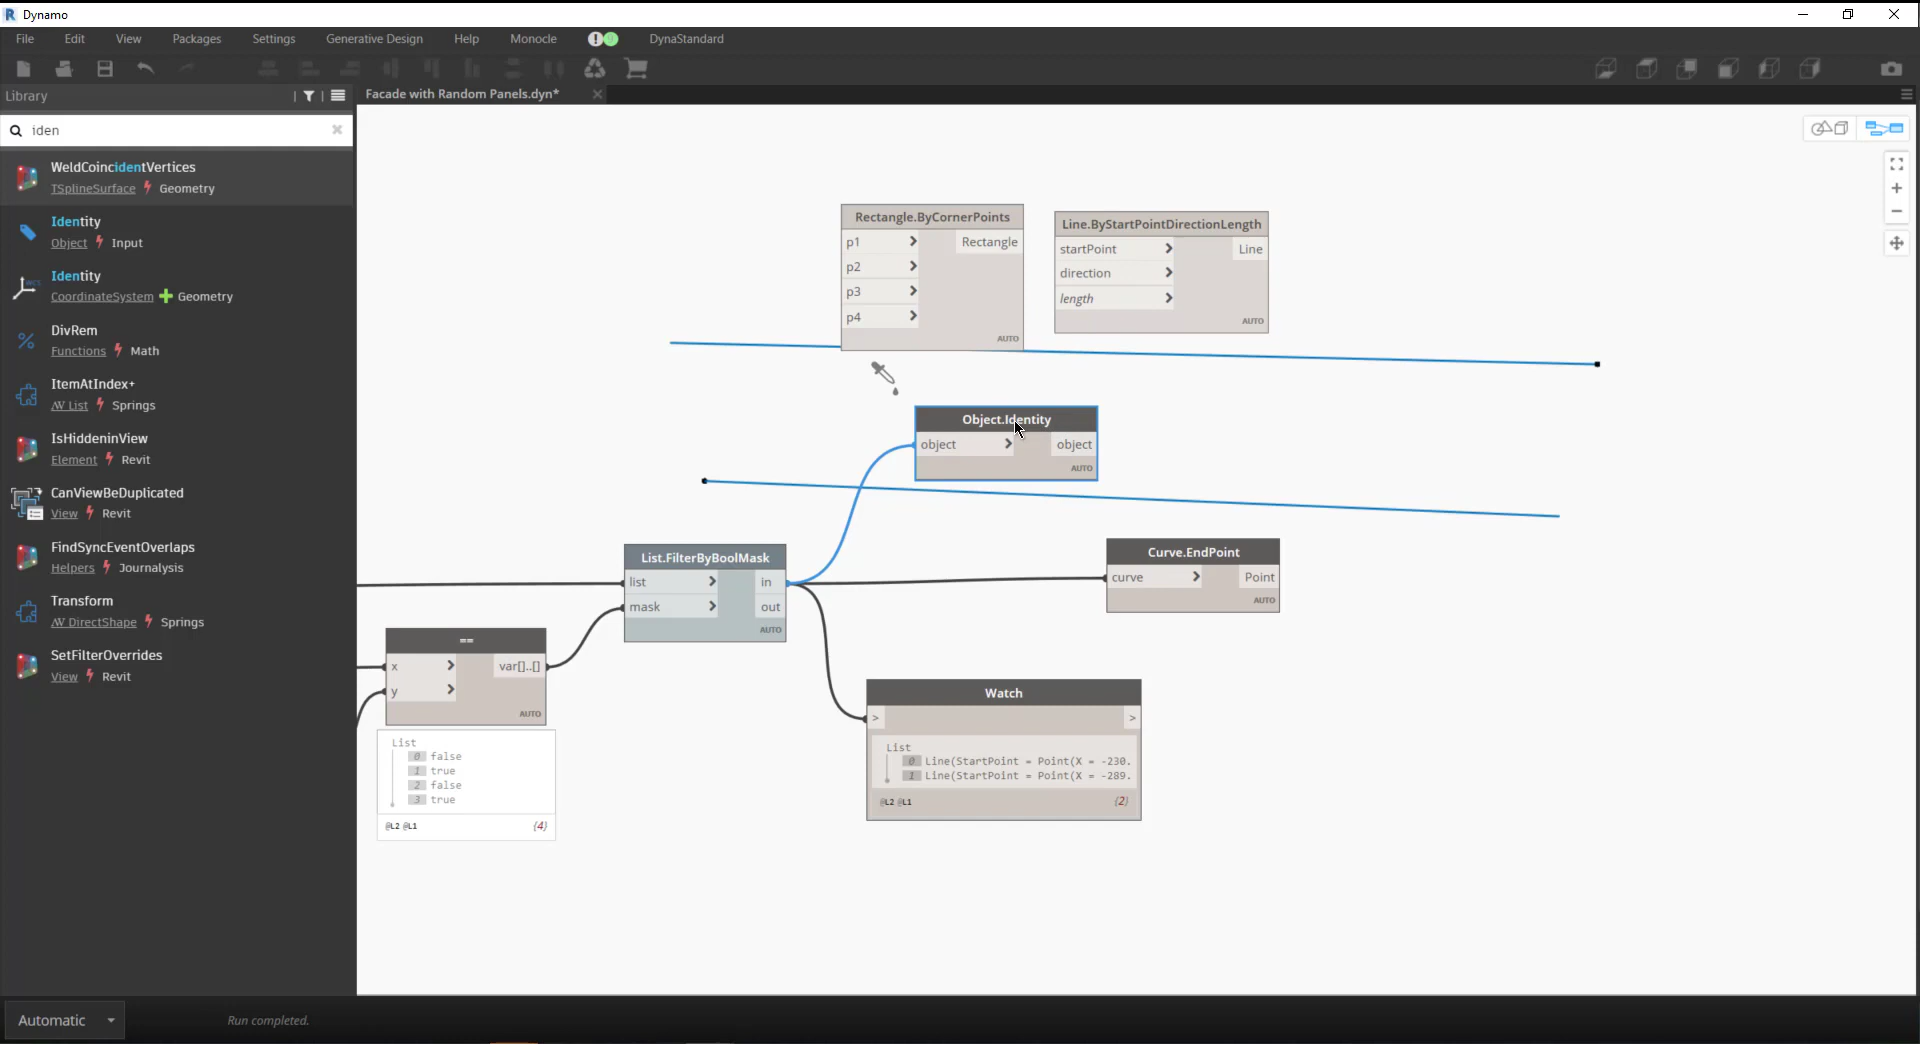 Dynamo
File Edit View Packages Settings Generative Design Help Monocle DynaStandard
Library
Facade with Random Panels.dyn*
iden
WeldCoincidentVertices
TSplineSurface Geometry
Identity
Object Input
Identity
CoordinateSystem Geometry
DivRem
Functions Math
ItemAtIndex+
List Springs
IsHiddeninView
Element Revit
CanViewBeDuplicated
View Revit
FindSyncEventOverlaps
Helpers Journalysis
Transform
DirectShape Springs
SetFilterOverrides
View Revit
Rectangle.ByCornerPoints
p1 > Rectangle
p2 >
p3 >
p4 >
AUTO
Line.ByStartPointDirectionLength
startPoint > Line
direction >
length >
AUTO
Object.Identity
object > object
AUTO
List.FilterByBoolMask
list > in
mask > out
AUTO
Curve.EndPoint
curve > Point
AUTO
==
x > var[]..[]
y >
AUTO
List
0 false
1 true
2 false
3 true
@L2 @L1 {4}
Watch
> >
List
0 Line(StartPoint = Point(X = -230.
1 Line(StartPoint = Point(X = -289.
@L2 @L1 {2}
Automatic
Run completed.